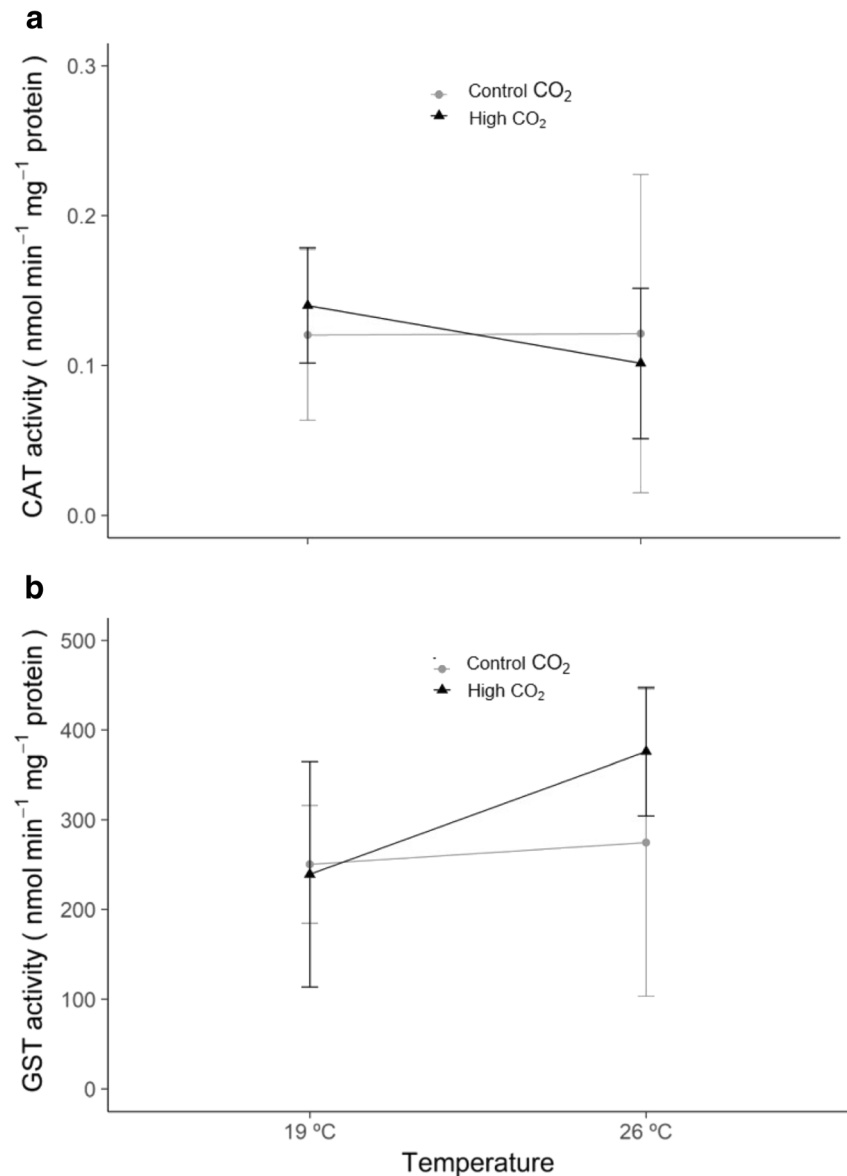 a
CAT activity ( nmol min⁻¹ mg⁻¹ protein )
0.3
0.2
0.1
0.0
Control CO₂
High CO₂
b
GST activity ( nmol min⁻¹ mg⁻¹ protein )
500
400
300
200
100
0
Control CO₂
High CO₂
19 ºC
26 ºC
Temperature